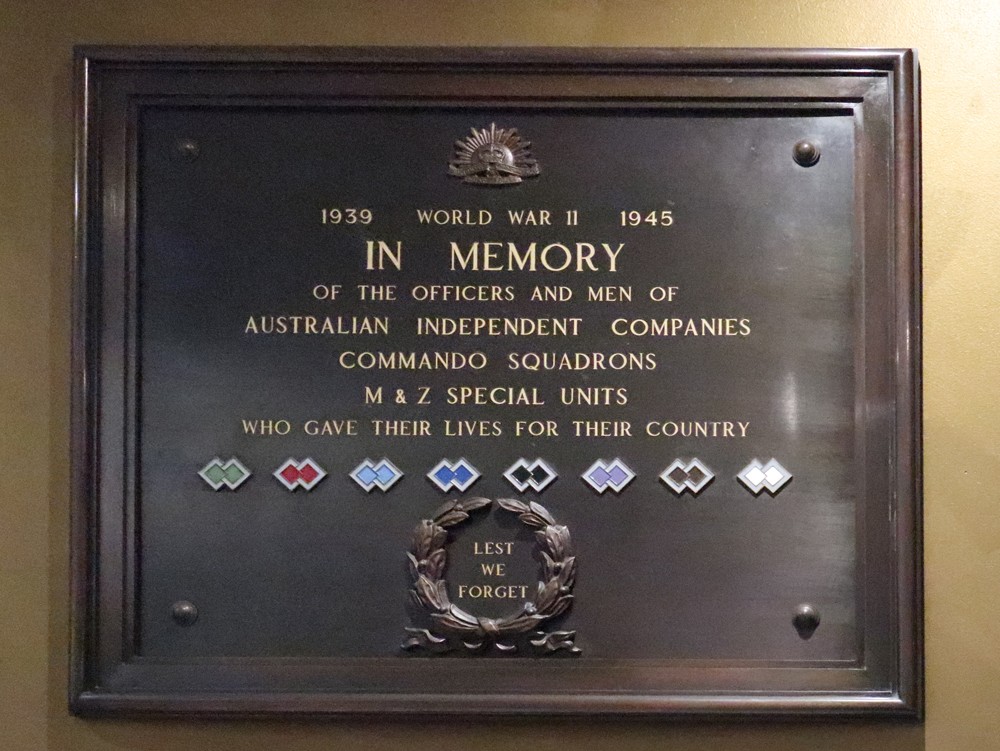 1939 WORLD WAR II 1945
IN MEMORY
OF THE OFFICERS AND MEN OF
AUSTRALIAN INDEPENDENT COMPANIES
COMMANDO SQUADRONS
M & Z SPECIAL UNITS
WHO GAVE THEIR LIVES FOR THEIR COUNTRY
LEST
WE
FORGET